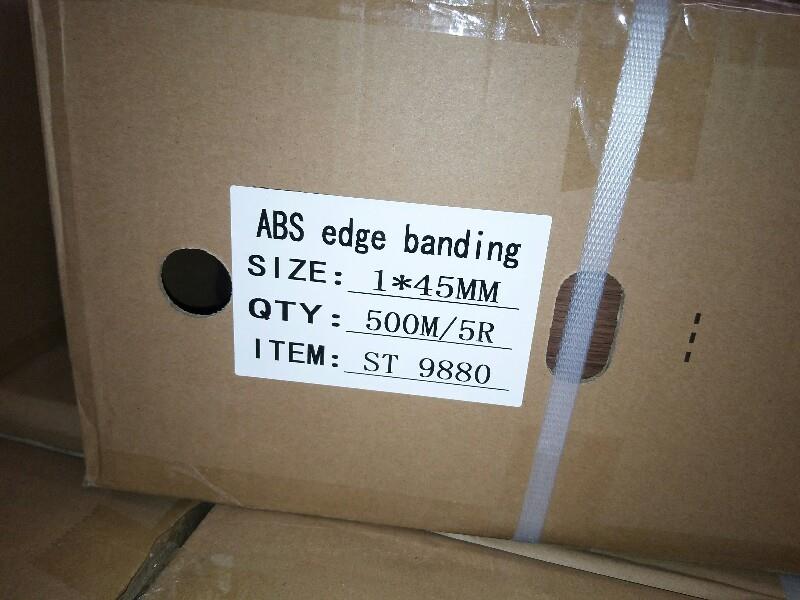 ABS edge banding
SIZE: 1*45MM
QTY: 500M/5R
ITEM: ST 9880